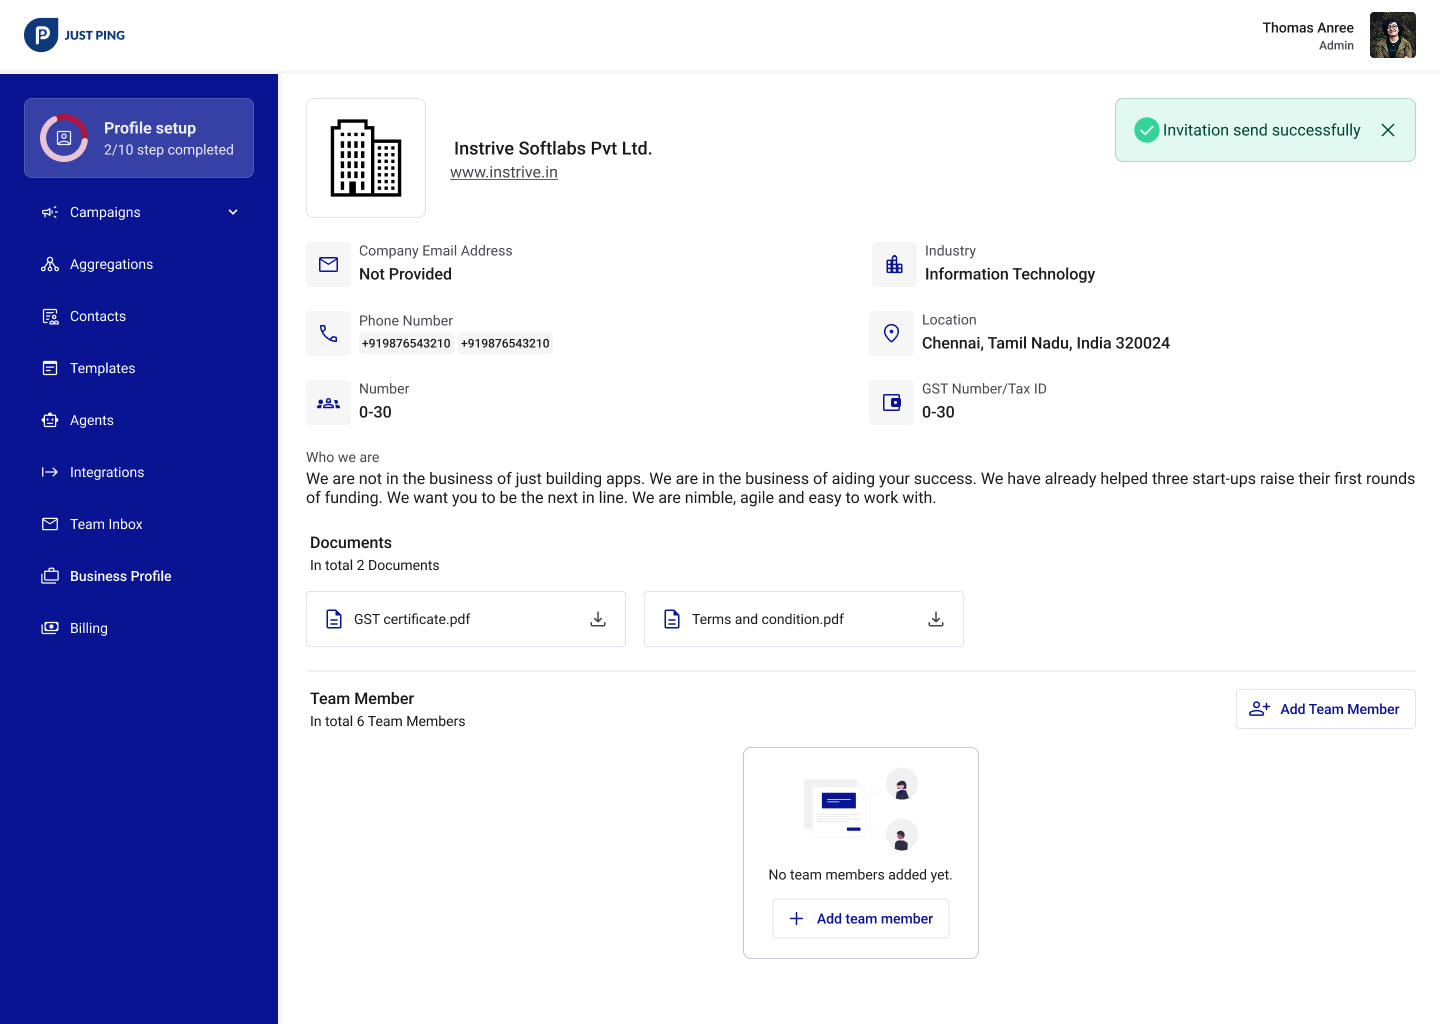 JUST PING
Thomas Anree
Admin
Profile setup
2/10 step completed
Campaigns
Aggregations
Contacts
Templates
Agents
Integrations
Team Inbox
Business Profile
Billing
Instrive Softlabs Pvt Ltd.
www.instrive.in
Invitation send successfully
Company Email Address
Not Provided
Industry
Information Technology
Phone Number
+919876543210 +919876543210
Location
Chennai, Tamil Nadu, India 320024
Number
0-30
GST Number/Tax ID
0-30
Who we are
We are not in the business of just building apps. We are in the business of aiding your success. We have already helped three start-ups raise their first rounds
of funding. We want you to be the next in line. We are nimble, agile and easy to work with.
Documents
In total 2 Documents
GST certificate.pdf
Terms and condition.pdf
Team Member
In total 6 Team Members
Add Team Member
No team members added yet.
Add team member